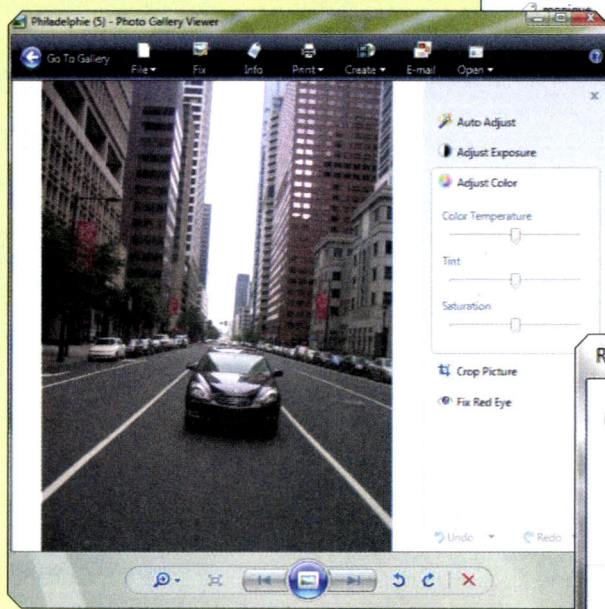 monique
Philadelphie (5) - Photo Gallery Viewer
Go To Gallery
File
Fix
Info
Print
Create
E-mail
Open
Auto Adjust
Adjust Exposure
Adjust Color
Color Temperature
Tint
Saturation
Crop Picture
Fix Red Eye
Undo
Redo
R